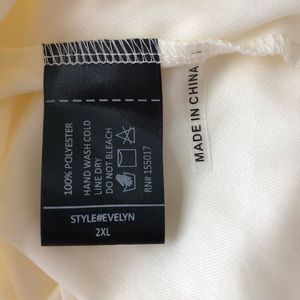 100% POLYESTER
HAND WASH COLD
LINE DRY
DO NOT BLEACH
RN# 155017
STYLE#EVELYN
2XL
MADE IN CHINA